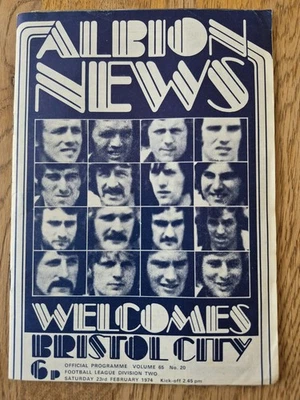 ALBION
NEWS
WELCOMES
BRISTOL CITY
6p
OFFICIAL PROGRAMME VOLUME 65 No. 20
FOOTBALL LEAGUE DIVISION TWO
SATURDAY 23rd FEBRUARY 1974 Kick-off 2.45 pm